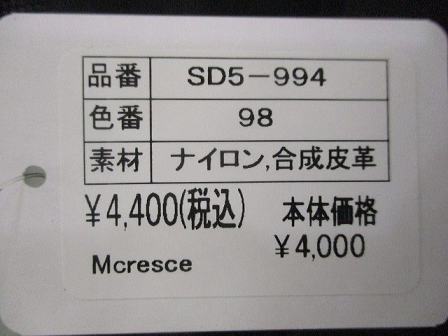 品番 SD5-994
色番 98
素材 ナイロン,合成皮革
¥4,400(税込) 本体価格
¥4,000
Mcresce